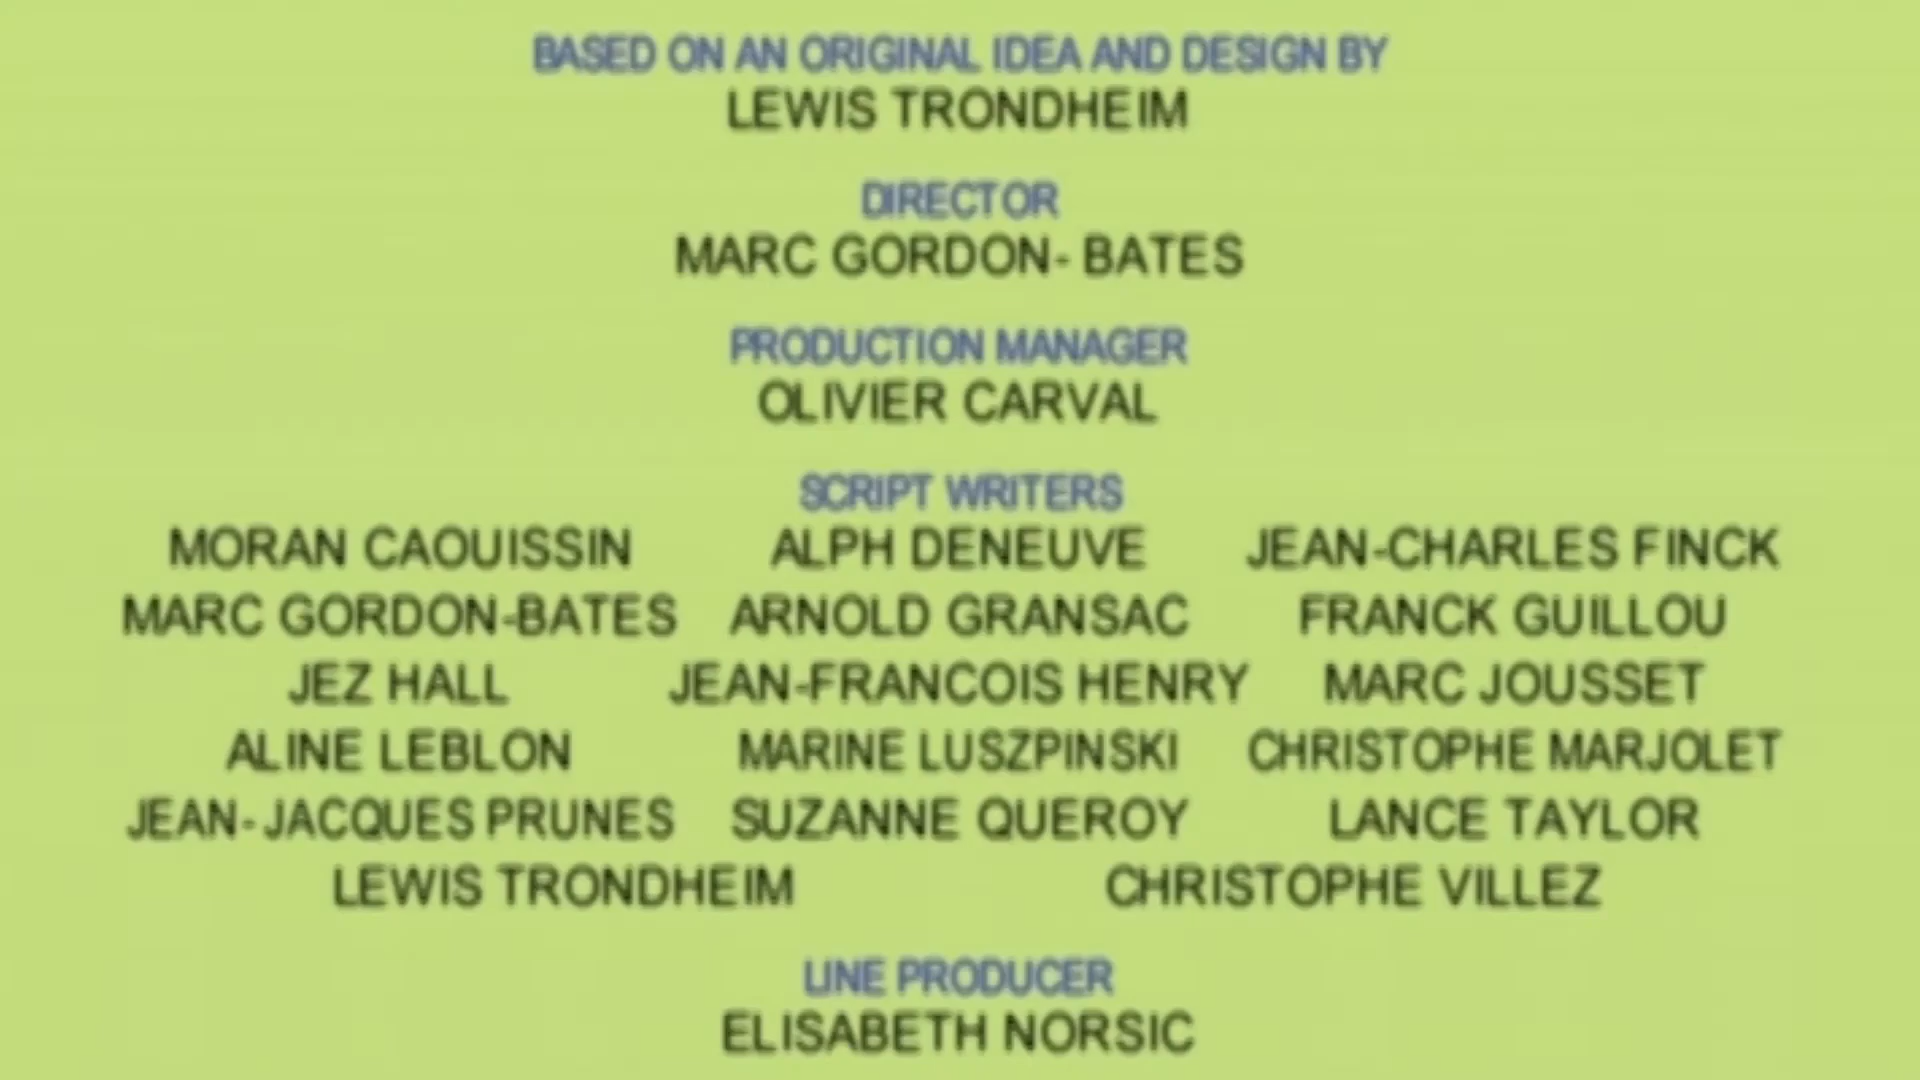 BASED ON AN ORIGINAL IDEA AND DESIGN BY
LEWIS TRONDHEIM
DIRECTOR
MARC GORDON- BATES
PRODUCTION MANAGER
OLIVIER CARVAL
SCRIPT WRITERS
MORAN CAOUISSIN ALPH DENEUVE JEAN-CHARLES FINCK
MARC GORDON-BATES ARNOLD GRANSAC FRANCK GUILLOU
JEZ HALL JEAN-FRANCOIS HENRY MARC JOUSSET
ALINE LEBLON MARINE LUSZPINSKI CHRISTOPHE MARJOLET
JEAN-JACQUES PRUNES SUZANNE QUEROY LANCE TAYLOR
LEWIS TRONDHEIM CHRISTOPHE VILLEZ
LINE PRODUCER
ELISABETH NORSIC